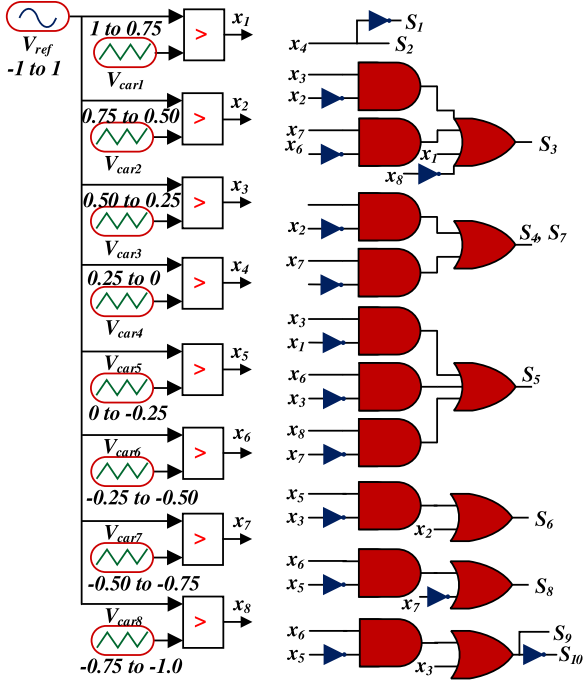 V_ref
-1 to 1
1 to 0.75
V_car1
>
x_1
0.75 to 0.50
V_car2
>
x_2
0.50 to 0.25
V_car3
>
x_3
0.25 to 0
V_car4
>
x_4
V_car5
0 to -0.25
>
x_5
V_car6
-0.25 to -0.50
>
x_6
V_car7
-0.50 to -0.75
>
x_7
V_car8
-0.75 to -1.0
>
x_8
x_4
S_1
S_2
x_3
x_2
x_7
x_6
x_1
x_8
S_3
x_2
x_7
S_4, S_7
x_3
x_1
x_6
x_3
x_8
x_7
S_5
x_5
x_3
x_2
S_6
x_6
x_5
x_7
S_8
x_6
x_5
x_3
S_9
S_10